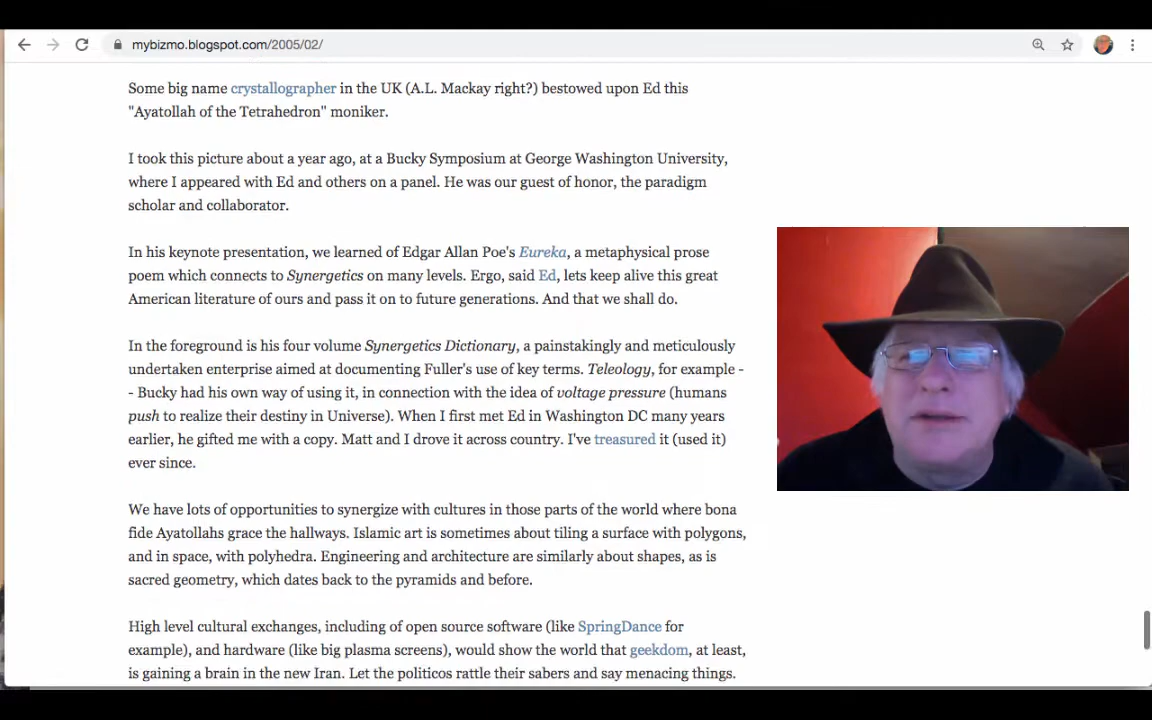 mybizmo.blogspot.com/2005/02/
Some big name crystallographer in the UK (A.L. Mackay right?) bestowed upon Ed this
"Ayatollah of the Tetrahedron" moniker.
I took this picture about a year ago, at a Bucky Symposium at George Washington University,
where I appeared with Ed and others on a panel. He was our guest of honor, the paradigm
scholar and collaborator.
In his keynote presentation, we learned of Edgar Allan Poe's Eureka, a metaphysical prose
poem which connects to Synergetics on many levels. Ergo, said Ed, lets keep alive this great
American literature of ours and pass it on to future generations. And that we shall do.
In the foreground is his four volume Synergetics Dictionary, a painstakingly and meticulously
undertaken enterprise aimed at documenting Fuller's use of key terms. Teleology, for example -
- Bucky had his own way of using it, in connection with the idea of voltage pressure (humans
push to realize their destiny in Universe). When I first met Ed in Washington DC many years
earlier, he gifted me with a copy. Matt and I drove it across country. I've treasured it (used it)
ever since.
We have lots of opportunities to synergize with cultures in those parts of the world where bona
fide Ayatollahs grace the hallways. Islamic art is sometimes about tiling a surface with polygons,
and in space, with polyhedra. Engineering and architecture are similarly about shapes, as is
sacred geometry, which dates back to the pyramids and before.
High level cultural exchanges, including of open source software (like SpringDance for
example), and hardware (like big plasma screens), would show the world that geekdom, at least,
is gaining a brain in the new Iran. Let the politicos rattle their sabers and say menacing things.